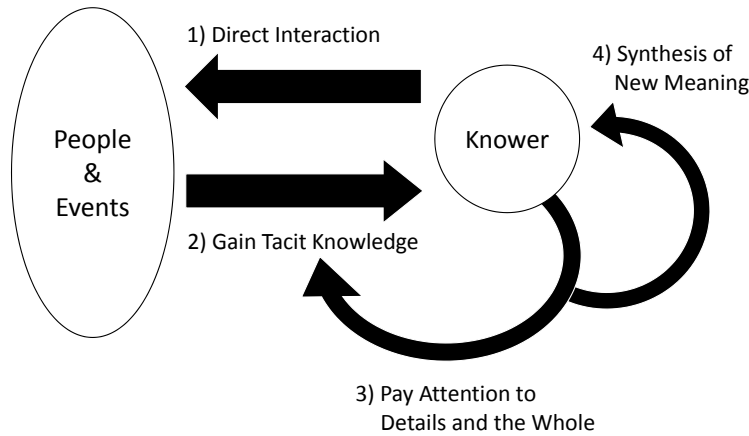 1) Direct Interaction
4) Synthesis of
New Meaning
People
&
Events
Knower
2) Gain Tacit Knowledge
3) Pay Attention to
Details and the Whole